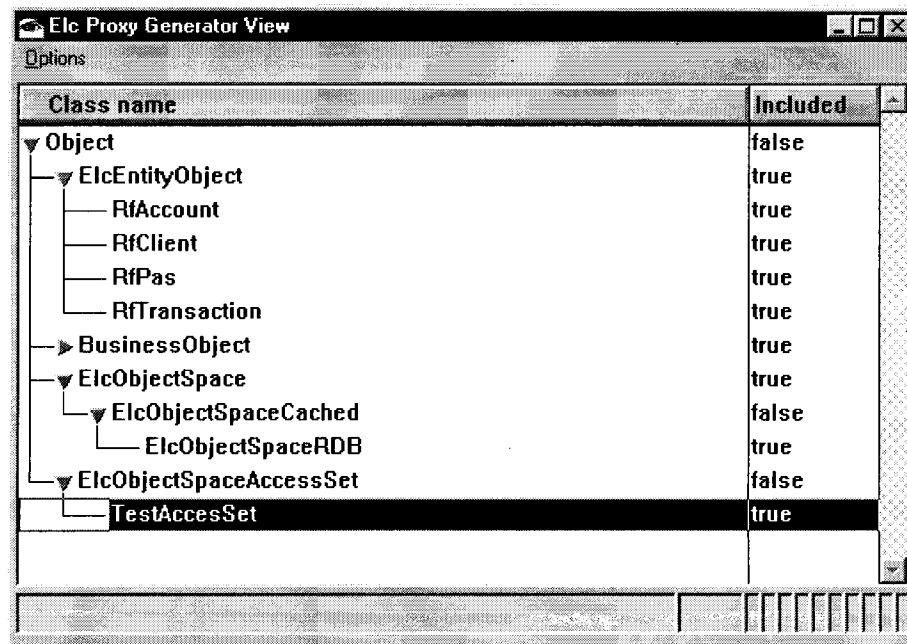 Elc Proxy Generator View
Options
Class name Included
Object false
ElcEntityObject true
RfAccount true
RfClient true
RfPas true
RfTransaction true
BusinessObject true
ElcObjectSpace true
ElcObjectSpaceCached false
ElcObjectSpaceRDB true
ElcObjectSpaceAccessSet false
TestAccesSet true